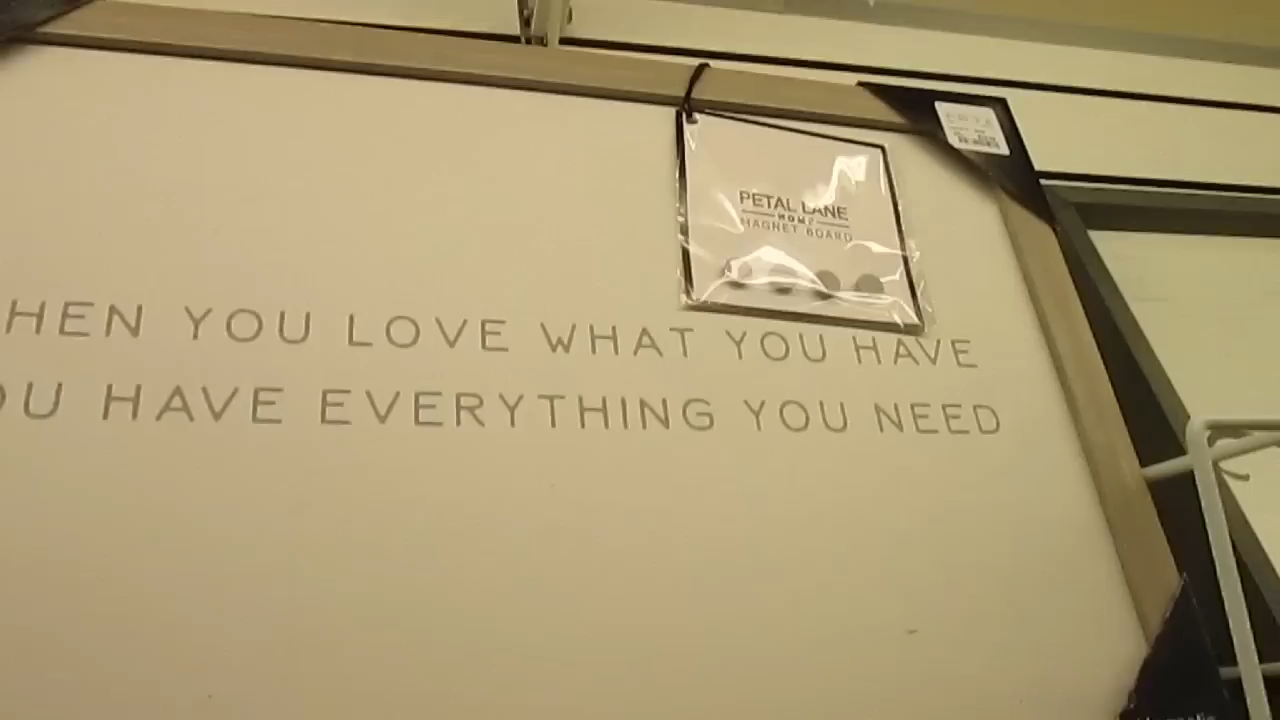 PETAL LANE
HOME
MAGNET BOARD
HEN YOU LOVE WHAT YOU HAVE
OU HAVE EVERYTHING YOU NEED